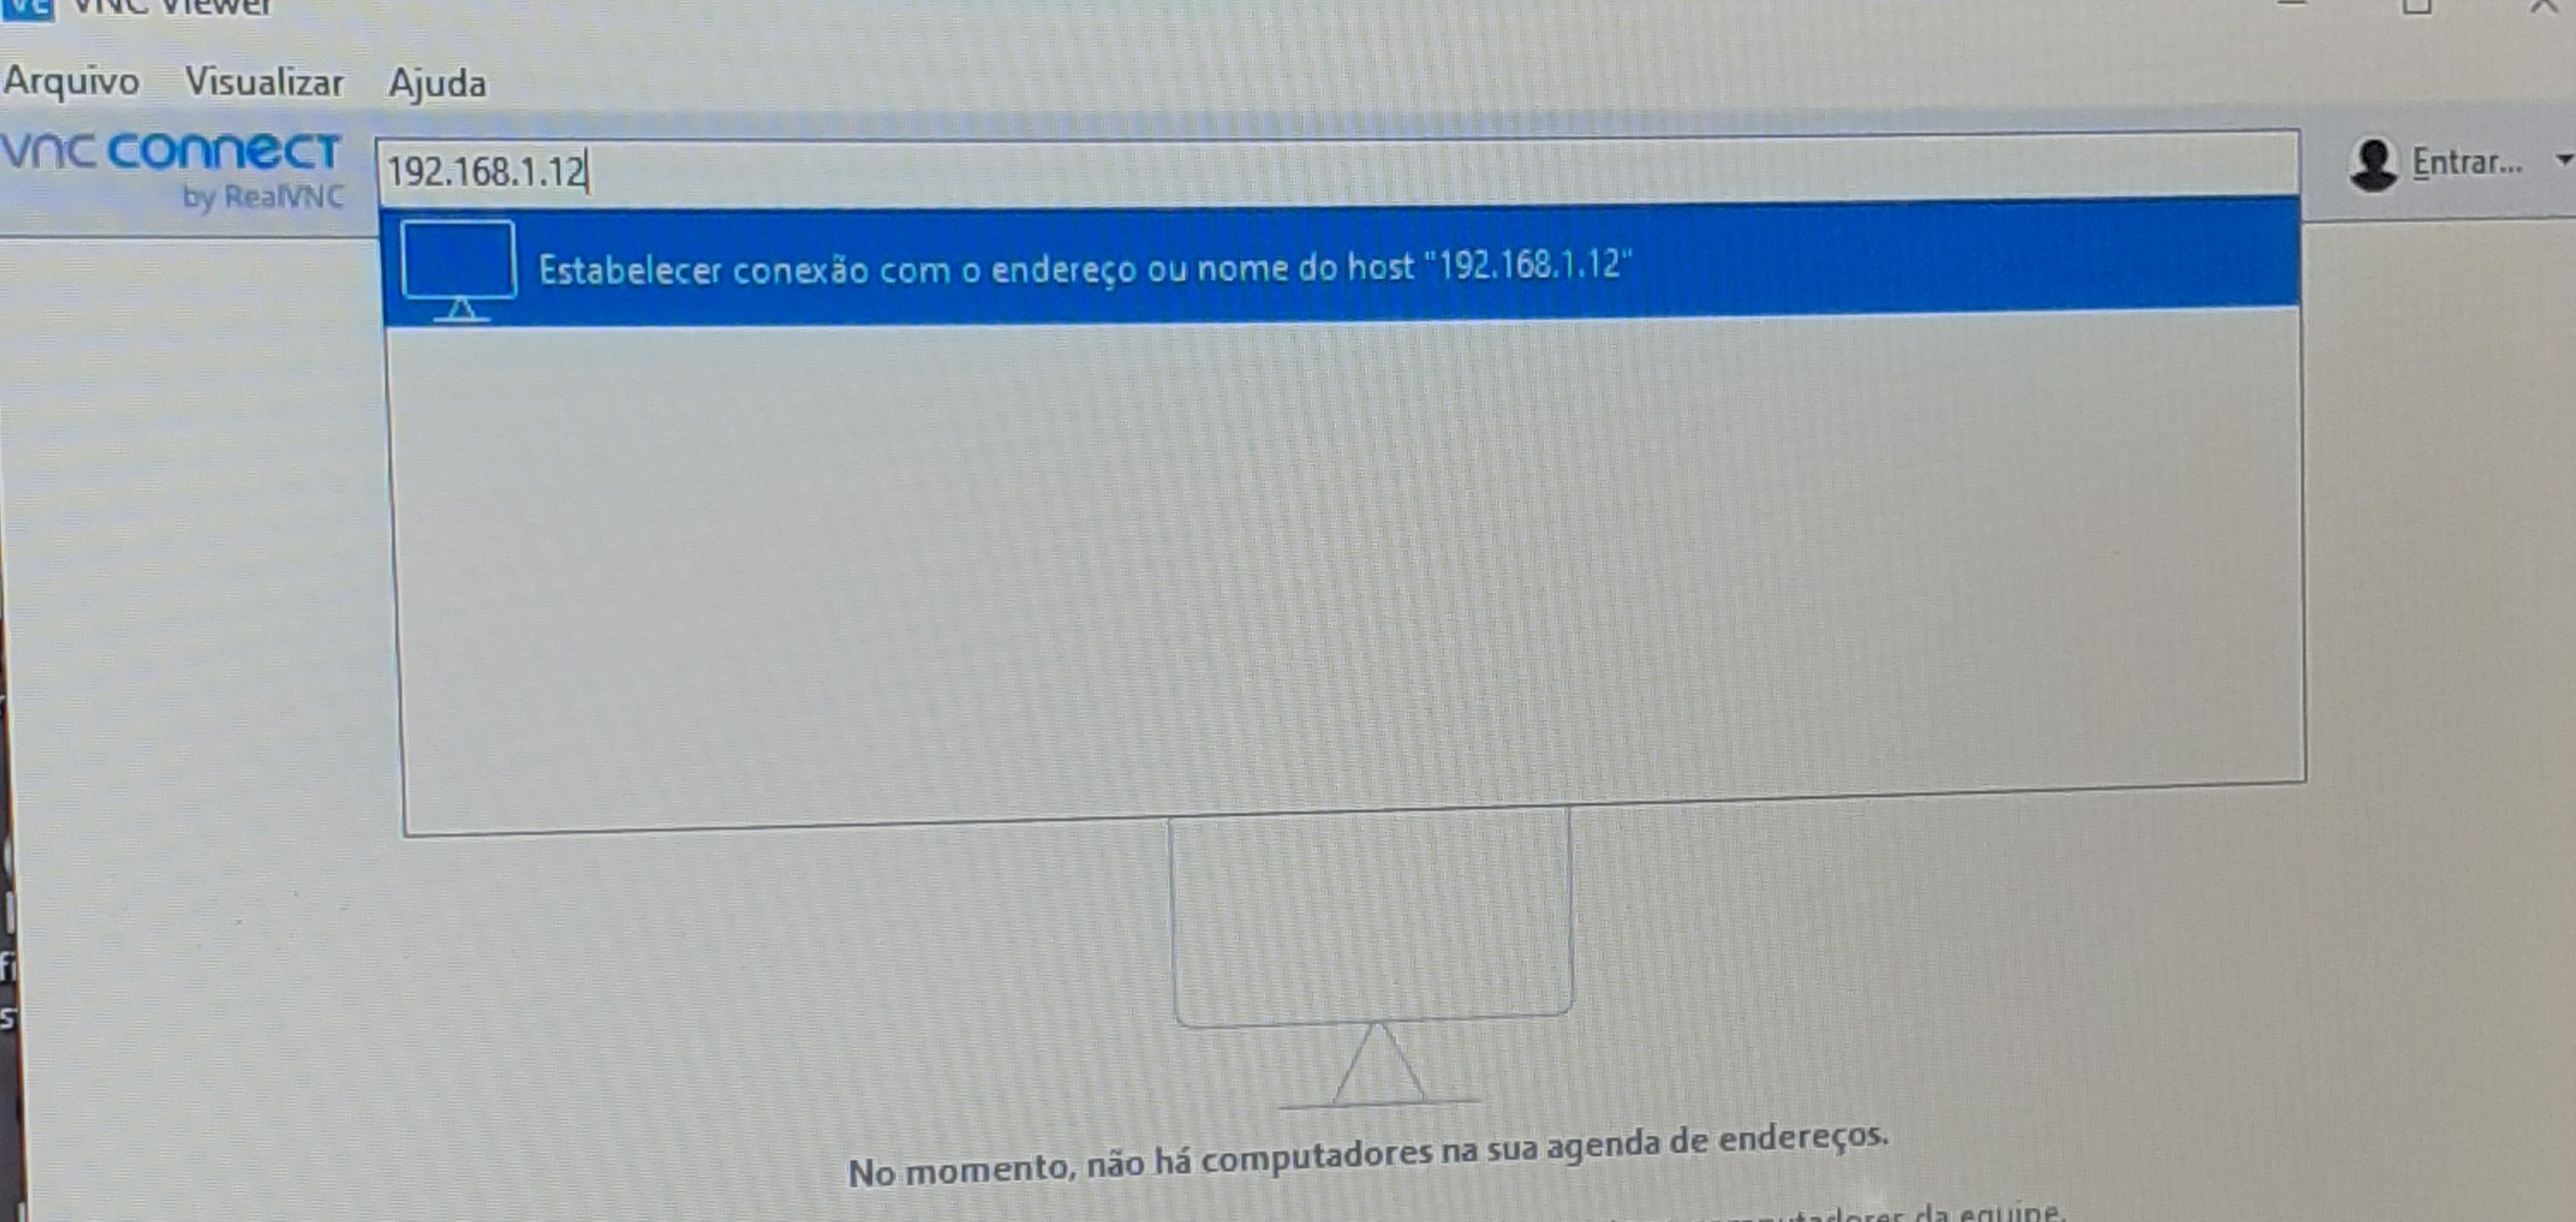 VNC Viewer
Arquivo Visualizar Ajuda
vnc connect
by RealVNC
192.168.1.12
Entrar...
Estabelecer conexão com o endereço ou nome do host "192.168.1.12"
No momento, não há computadores na sua agenda de endereços.
da equipe.